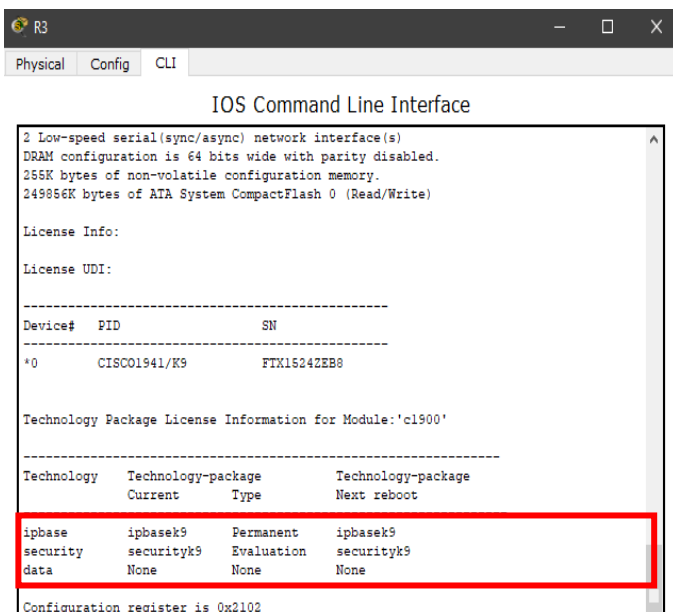 R3
Physical Config CLI
IOS Command Line Interface
2 Low-speed serial(sync/async) network interface(s)
DRAM configuration is 64 bits wide with parity disabled.
255K bytes of non-volatile configuration memory.
249856K bytes of ATA System CompactFlash 0 (Read/Write)
License Info:
License UDI:
-------------------------------------------------
Device# PID SN
-------------------------------------------------
*0 CISCO1941/K9 FTX1524ZEB8
Technology Package License Information for Module:'c1900'
----------------------------------------------------------------
Technology Technology-package Technology-package
Current Type Next reboot
-----------------------------------------------------------------
ipbase ipbasek9 Permanent ipbasek9
security securityk9 Evaluation securityk9
data None None None
Configuration register is 0x2102